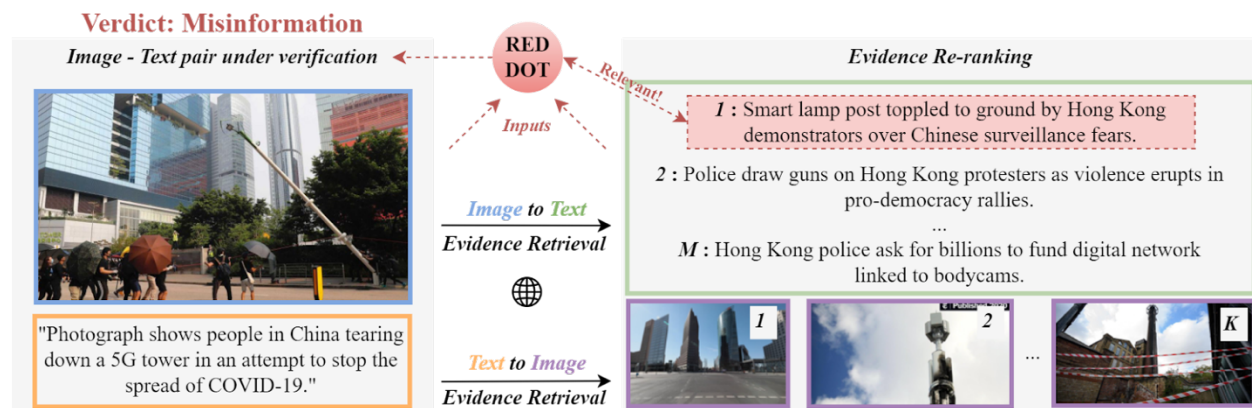 Verdict: Misinformation
Image - Text pair under verification
"Photograph shows people in China tearing
down a 5G tower in an attempt to stop the
spread of COVID-19."
RED
DOT
Relevant!
Inputs
Image to Text
Evidence Retrieval
Text to Image
Evidence Retrieval
Evidence Re-ranking
1 : Smart lamp post toppled to ground by Hong Kong
demonstrators over Chinese surveillance fears.
2 : Police draw guns on Hong Kong protesters as violence erupts in
pro-democracy rallies.
...
M : Hong Kong police ask for billions to fund digital network
linked to bodycams.
1
2
...
K